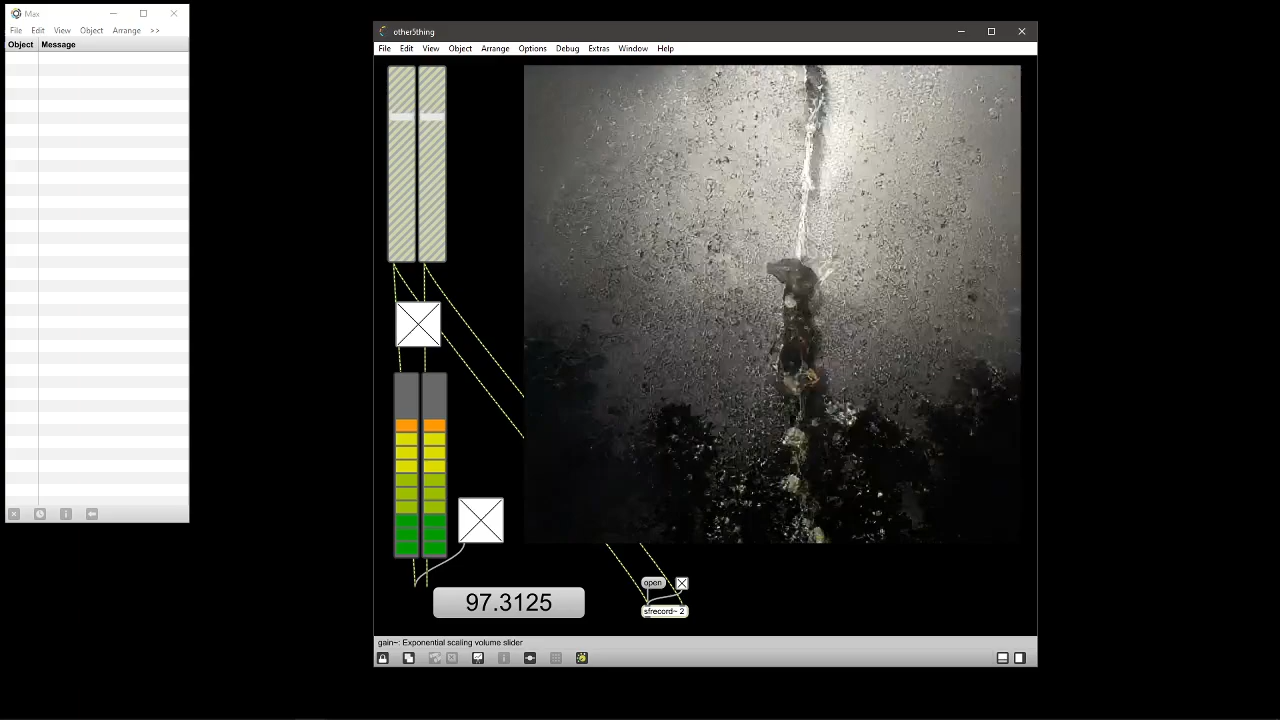 Max
File Edit View Object Arrange >>
Object Message
other5thing
File Edit View Object Arrange Options Debug Extras Window Help
97.3125
open
sfrecord~ 2
gain~: Exponential scaling volume slider